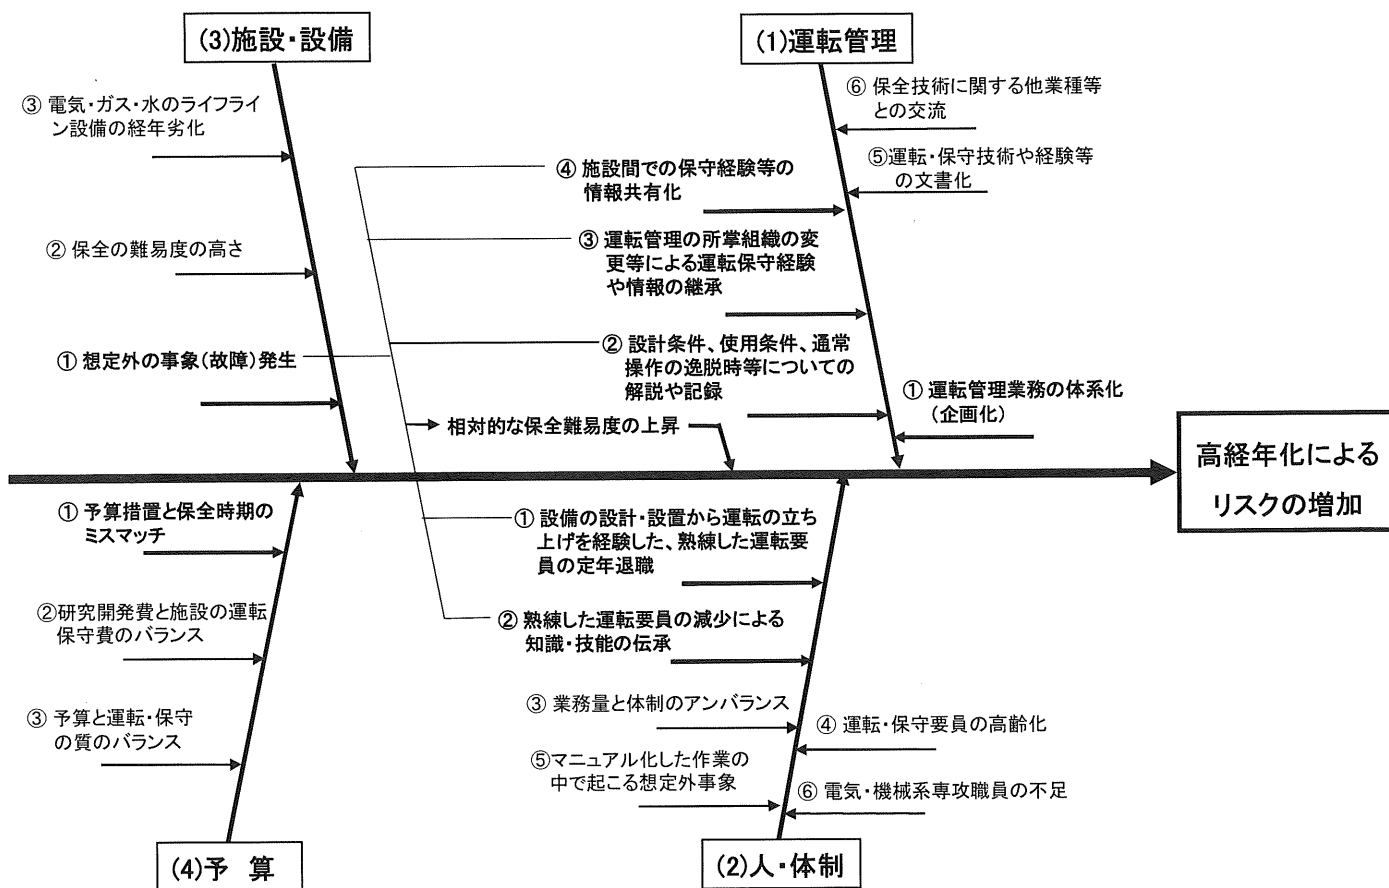 (3)施設・設備
③ 電気・ガス・水のライフライ
ン設備の経年劣化
② 保全の難易度の高さ
① 想定外の事象(故障)発生
(1)運転管理
⑥ 保全技術に関する他業種等
との交流
⑤運転・保守技術や経験等
の文書化
④ 施設間での保守経験等の
情報共有化
③ 運転管理の所掌組織の変
更等による運転保守経験
や情報の継承
② 設計条件、使用条件、通常
操作の逸脱時等についての
解説や記録
① 運転管理業務の体系化
(企画化)
相対的な保全難易度の上昇
高経年化による
リスクの増加
① 予算措置と保全時期の
ミスマッチ
②研究開発費と施設の運転
保守費のバランス
③ 予算と運転・保守
の質のバランス
(4)予 算
① 設備の設計・設置から運転の立ち
上げを経験した、熟練した運転要
員の定年退職
② 熟練した運転要員の減少による
知識・技能の伝承
③ 業務量と体制のアンバランス
④ 運転・保守要員の高齢化
⑤マニュアル化した作業の
中で起こる想定外事象
⑥ 電気・機械系専攻職員の不足
(2)人・体制